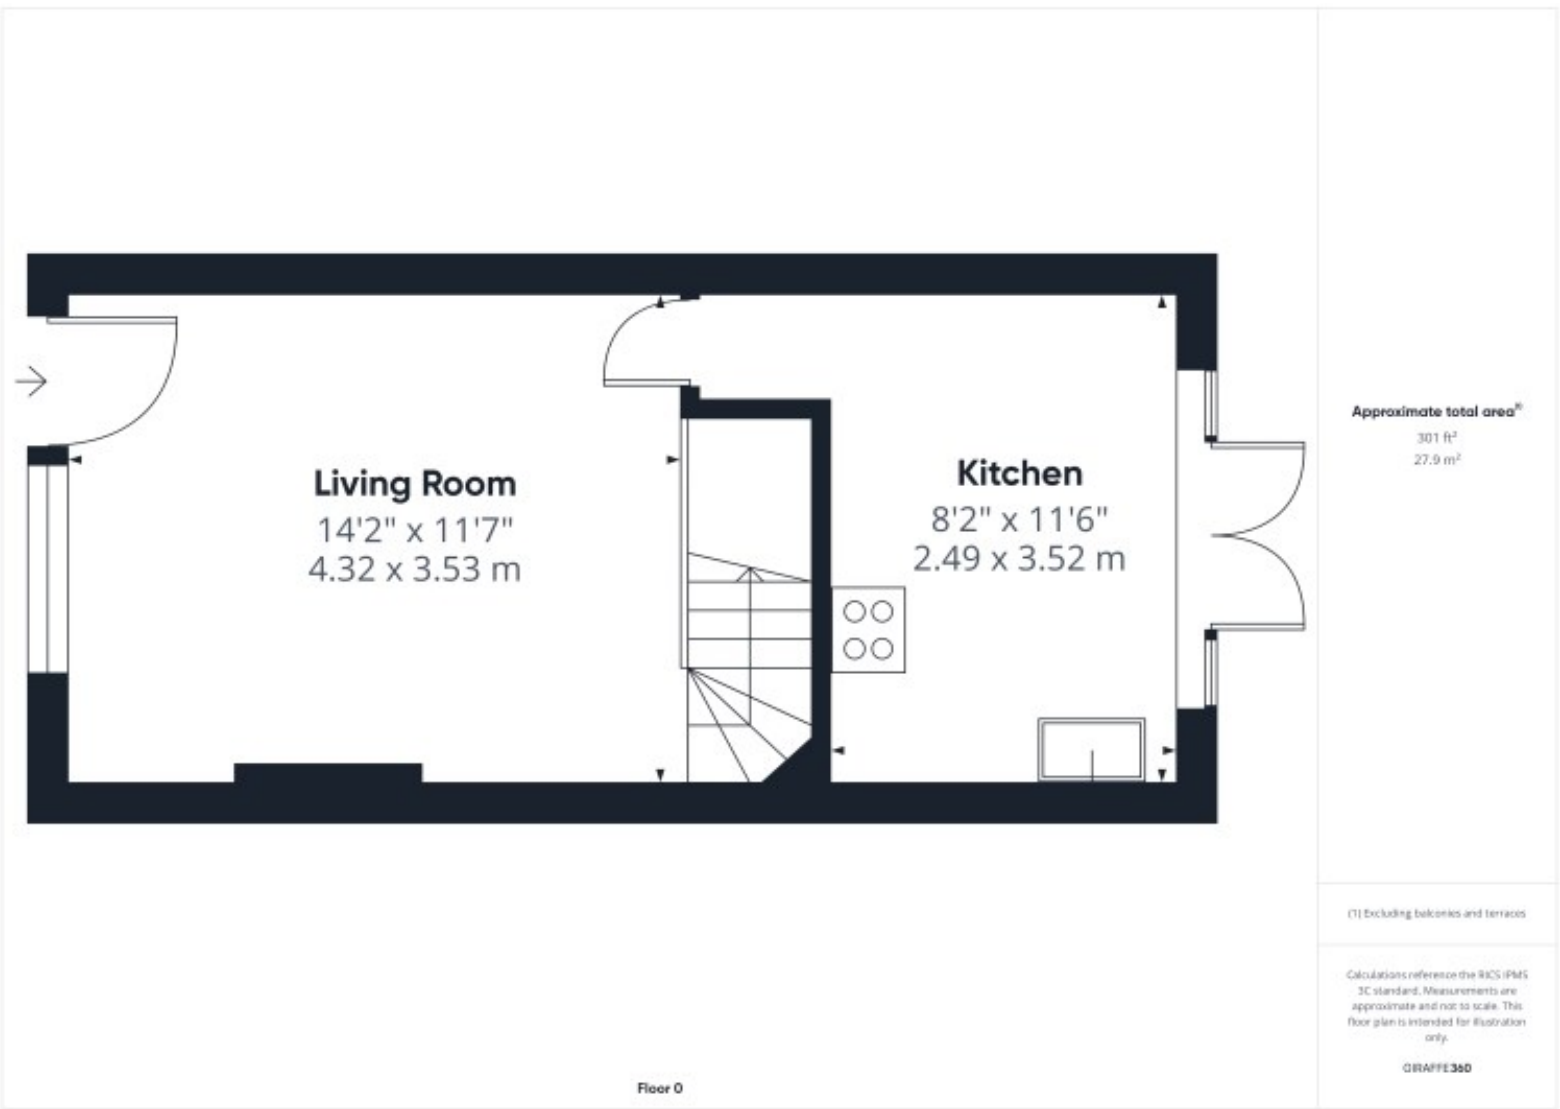 Living Room
14'2" x 11'7"
4.32 x 3.53 m
Kitchen
8'2" x 11'6"
2.49 x 3.52 m
Approximate total area⁽¹⁾
301 ft²
27.9 m²
(1) Excluding balconies and terraces
Calculations reference the RICS IPMS
3C standard. Measurements are
approximate and not to scale. This
floor plan is intended for illustration
only.
GIRAFFE360
Floor 0